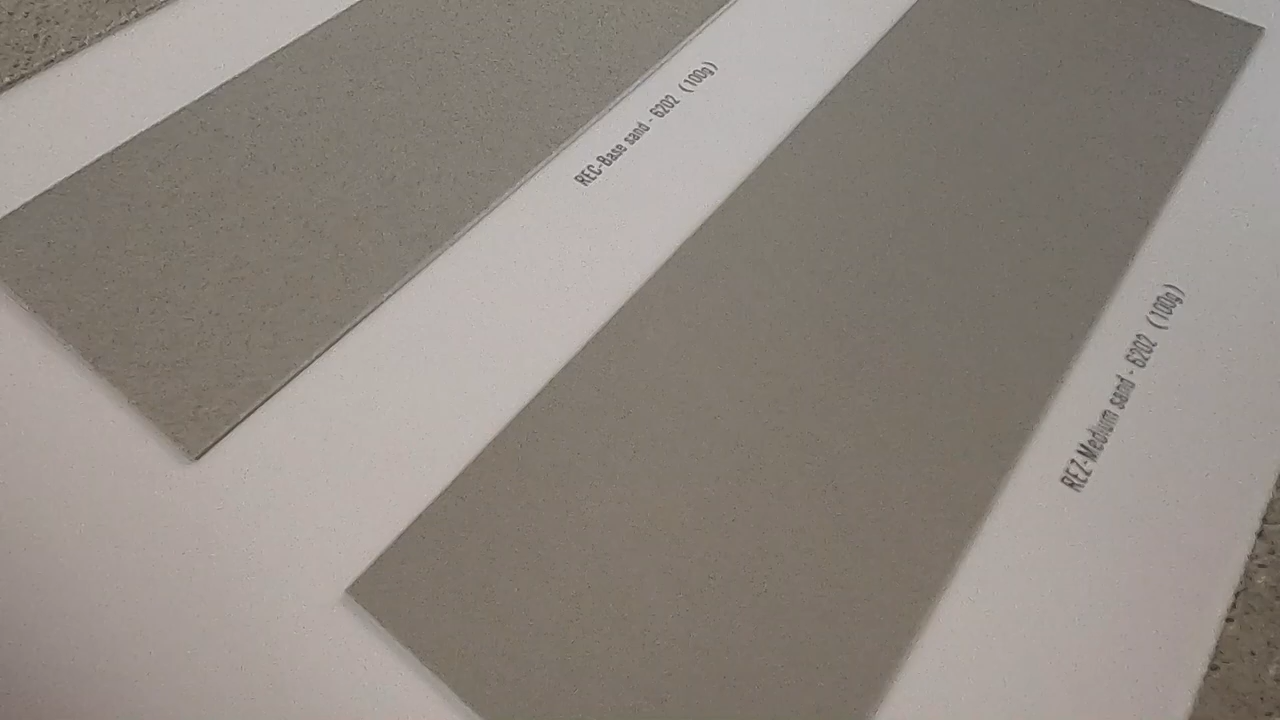 REC-Base sand - 6202 (100g)
REZ-Medium sand - 6202 (100g)